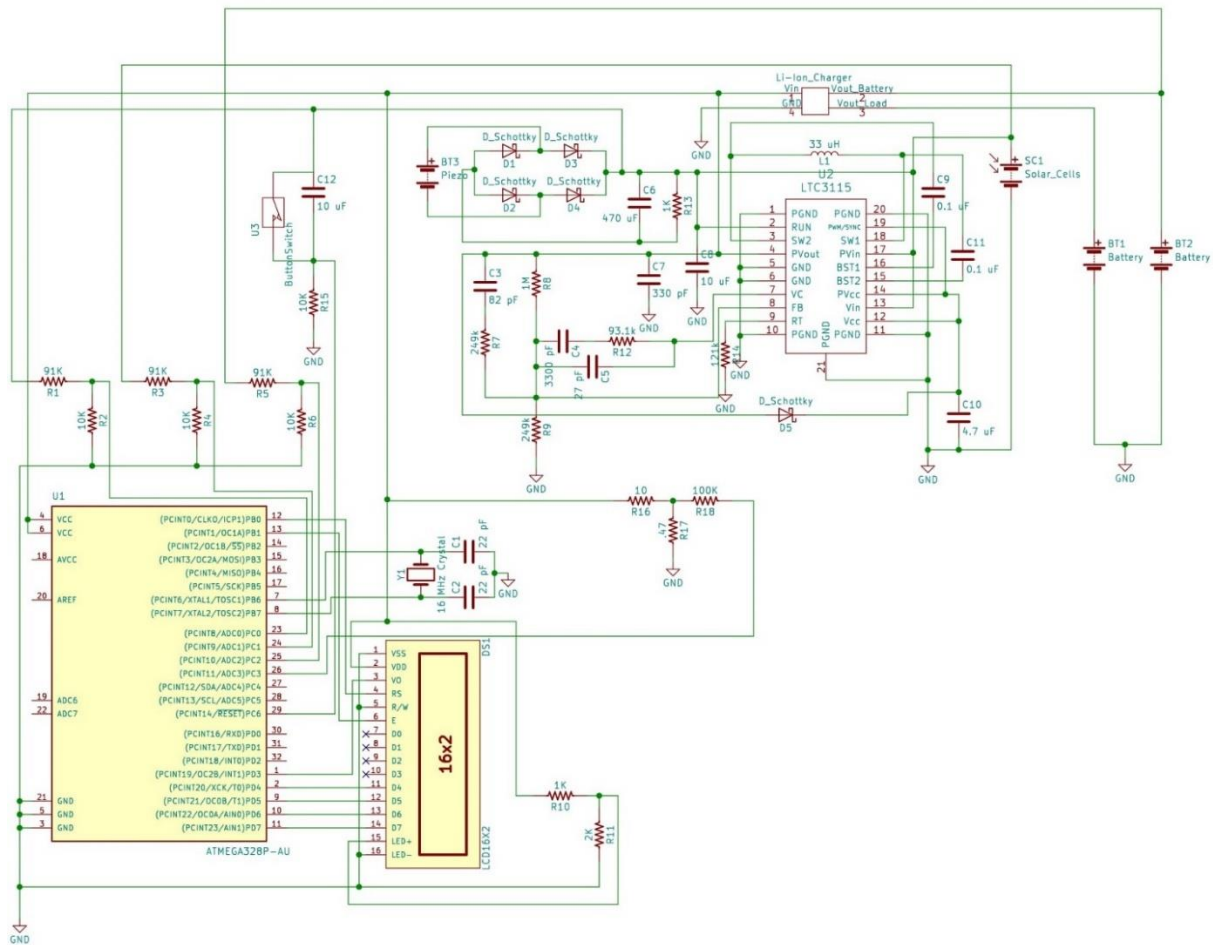 Li-Ion_Charger
Vin Vout_Battery
1 2
GND Vout_Load
4 3
GND
D_Schottky D_Schottky
D1 D3
D_Schottky D_Schottky
D2 D4
BT3
Piezo
C12
10 uF
U3
ButtonSwitch
10K
R15
GND
C6
470 uF
1K
R13
33 uH
L1
U2
LTC3115
C9
0.1 uF
SC1
Solar_Cells
1 PGND PGND 20
2 RUN PWM/SYNC 19
3 SW2 SW1 18
4 PVout PVin 17
5 GND BST1 16
6 GND BST2 15
7 VC PVcc 14
8 FB Vin 13
9 RT Vcc 12
10 PGND PGND 11
PGND
21
C11
0.1 uF
BT1
Battery
BT2
Battery
C3
82 pF
1M
R8
C7
330 pF
GND
C8
10 uF
GND
249k
R7
3300 pF
C4
93.1k
R12
27 pF
C5
121k
R14
GND
GND
249k
R9
GND
D_Schottky
D5
C10
4.7 uF
GND
GND
91K
R1
10K
R2
91K
R3
10K
R4
91K
R5
10K
R6
10
R16
100K
R18
.47
R17
GND
U1
4 VCC
6 VCC
18 AVCC
20 AREF
19 ADC6
22 ADC7
21 GND
5 GND
3 GND
(PCINT0/CLKO/ICP1)PB0 12
(PCINT1/OC1A)PB1 13
(PCINT2/OC1B/SS)PB2 14
(PCINT3/OC2A/MOSI)PB3 15
(PCINT4/MISO)PB4 16
(PCINT5/SCK)PB5 17
(PCINT6/XTAL1/TOSC1)PB6 7
(PCINT7/XTAL2/TOSC2)PB7 8
(PCINT8/ADC0)PC0 23
(PCINT9/ADC1)PC1 24
(PCINT10/ADC2)PC2 25
(PCINT11/ADC3)PC3 26
(PCINT12/SDA/ADC4)PC4 27
(PCINT13/SCL/ADC5)PC5 28
(PCINT14/RESET)PC6 29
(PCINT16/RXD)PD0 30
(PCINT17/TXD)PD1 31
(PCINT18/INT0)PD2 32
(PCINT19/OC2B/INT1)PD3 1
(PCINT20/XCK/T0)PD4 2
(PCINT21/OC0B/T1)PD5 9
(PCINT22/OC0A/AIN0)PD6 10
(PCINT23/AIN1)PD7 11
ATMEGA328P-AU
Y1
16 MHz Crystal
C1
22 pF
C2
22 pF
GND
DS1
1 VSS
2 VDD
3 VO
4 RS
5 R/W
6 E
7 D0
8 D1
9 D2
10 D3
11 D4
12 D5
13 D6
14 D7
15 LED+
16 LED-
16x2
LCD16X2
1K
R10
2K
R11
GND